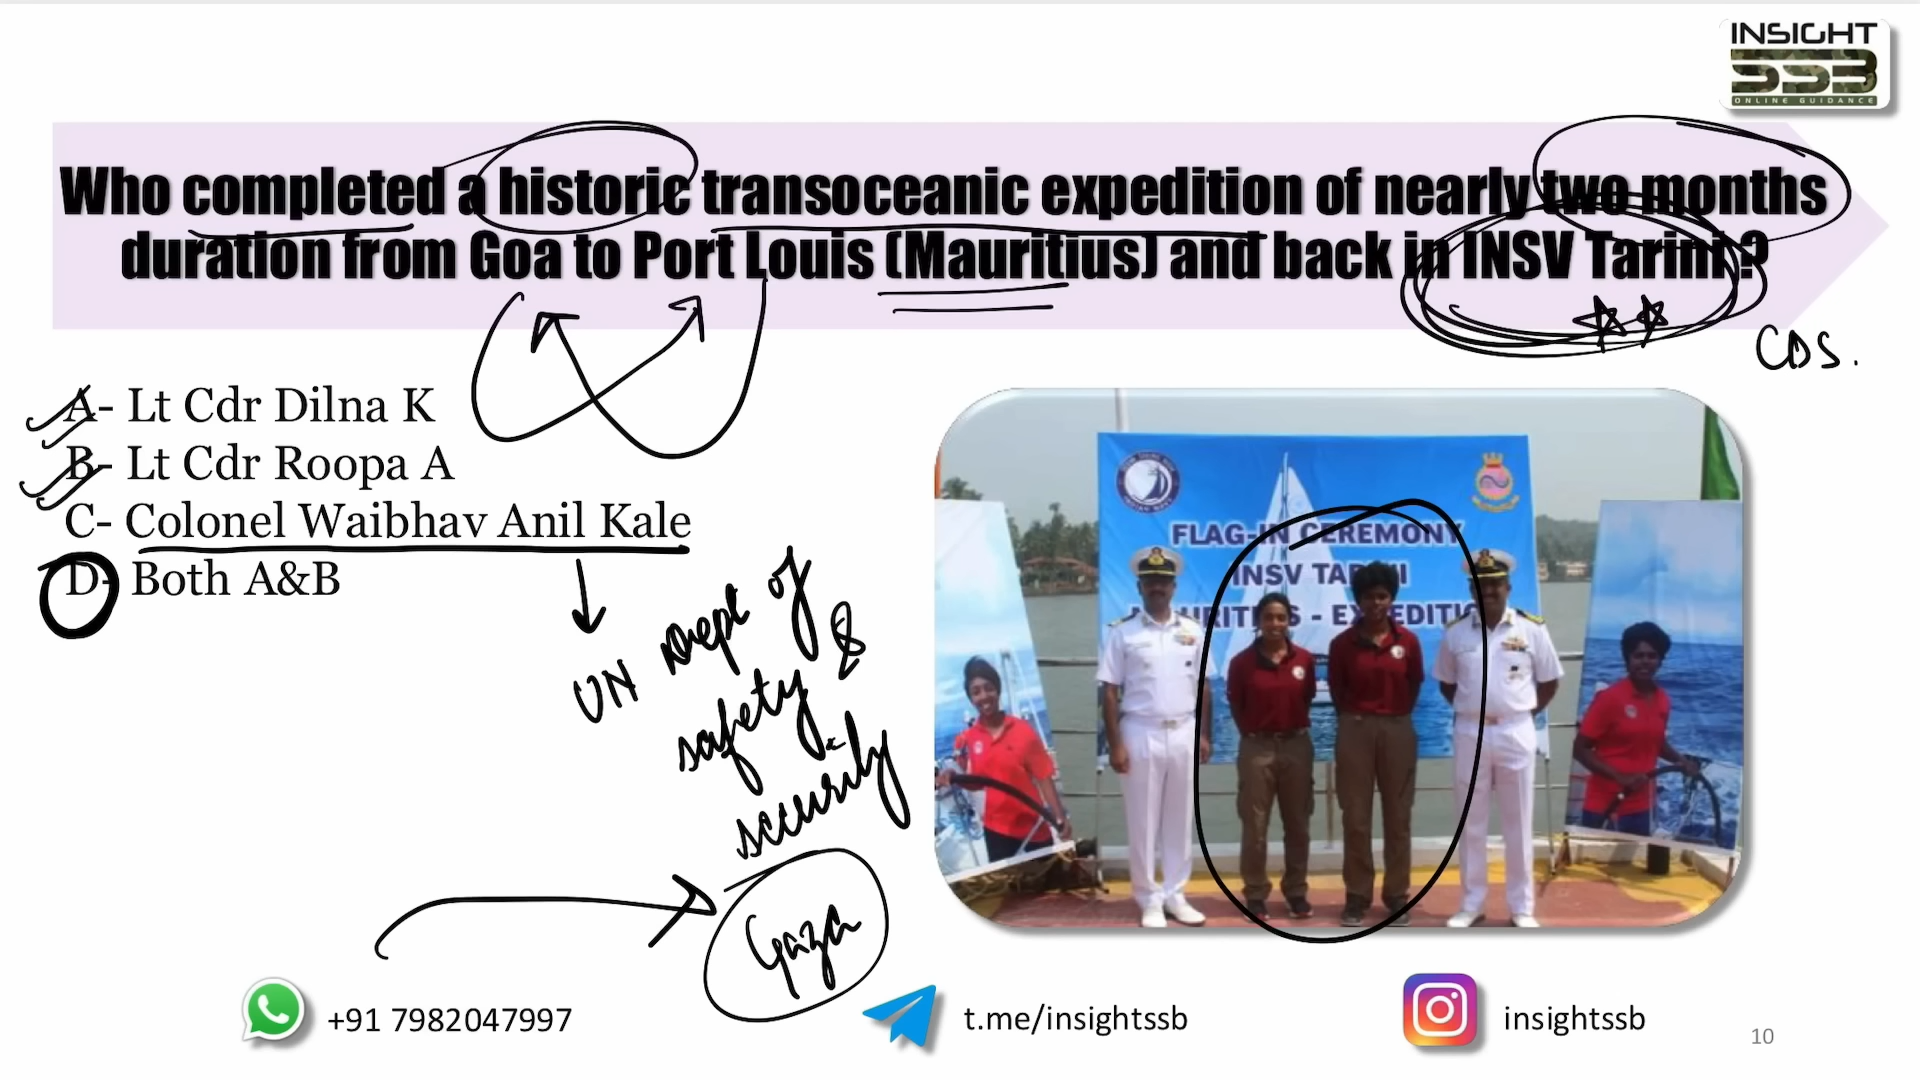 INSIGHT
SSB
ONLINE GUIDANCE
Who completed a historic transoceanic expedition of nearly two months
duration from Goa to Port Louis (Mauritius) and back in INSV Tarini ?
CDS.
A- Lt Cdr Dilna K
B- Lt Cdr Roopa A
C- Colonel Waibhav Anil Kale
D- Both A&B
UN Dept of
safety &
security
Gaza
FLAG-IN CEREMONY
INSV TARINI
- EXPEDITIO
+91 7982047997
t.me/insightssb
insightssb
10